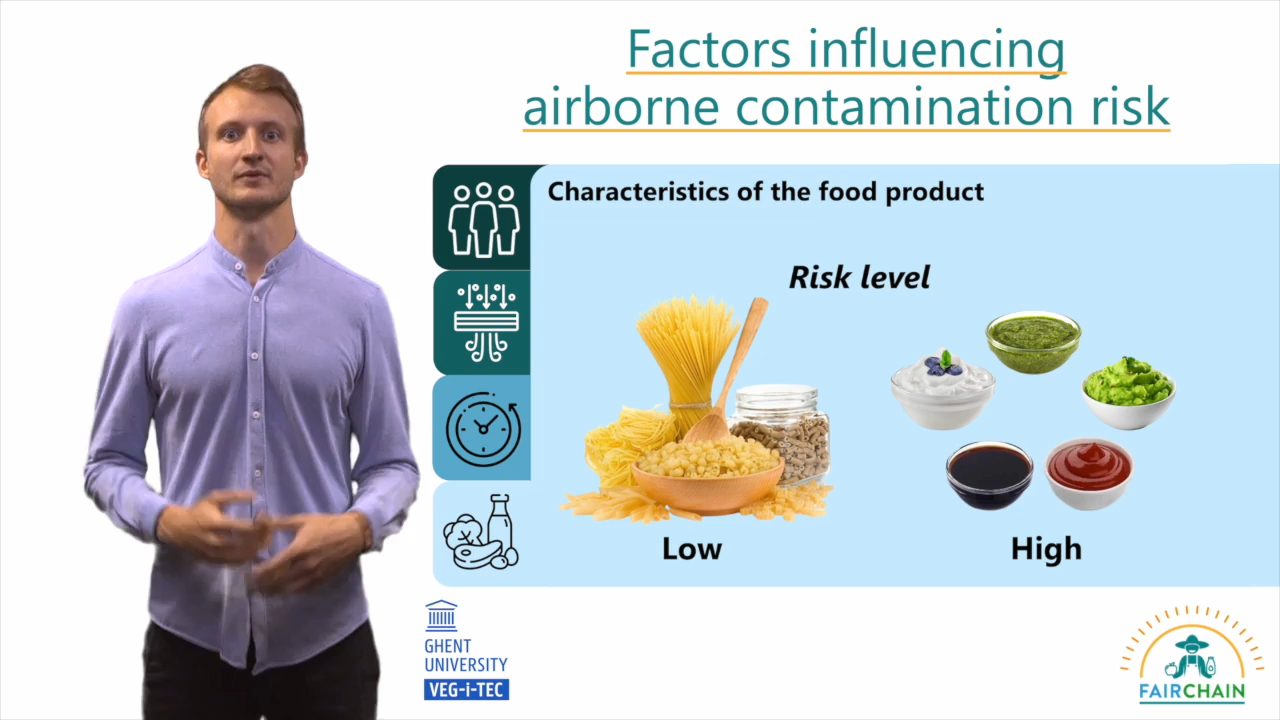 Factors influencing
airborne contamination risk
Characteristics of the food product
Risk level
Low
High
GHENT
UNIVERSITY
VEG-i-TEC
FAIRCHAIN